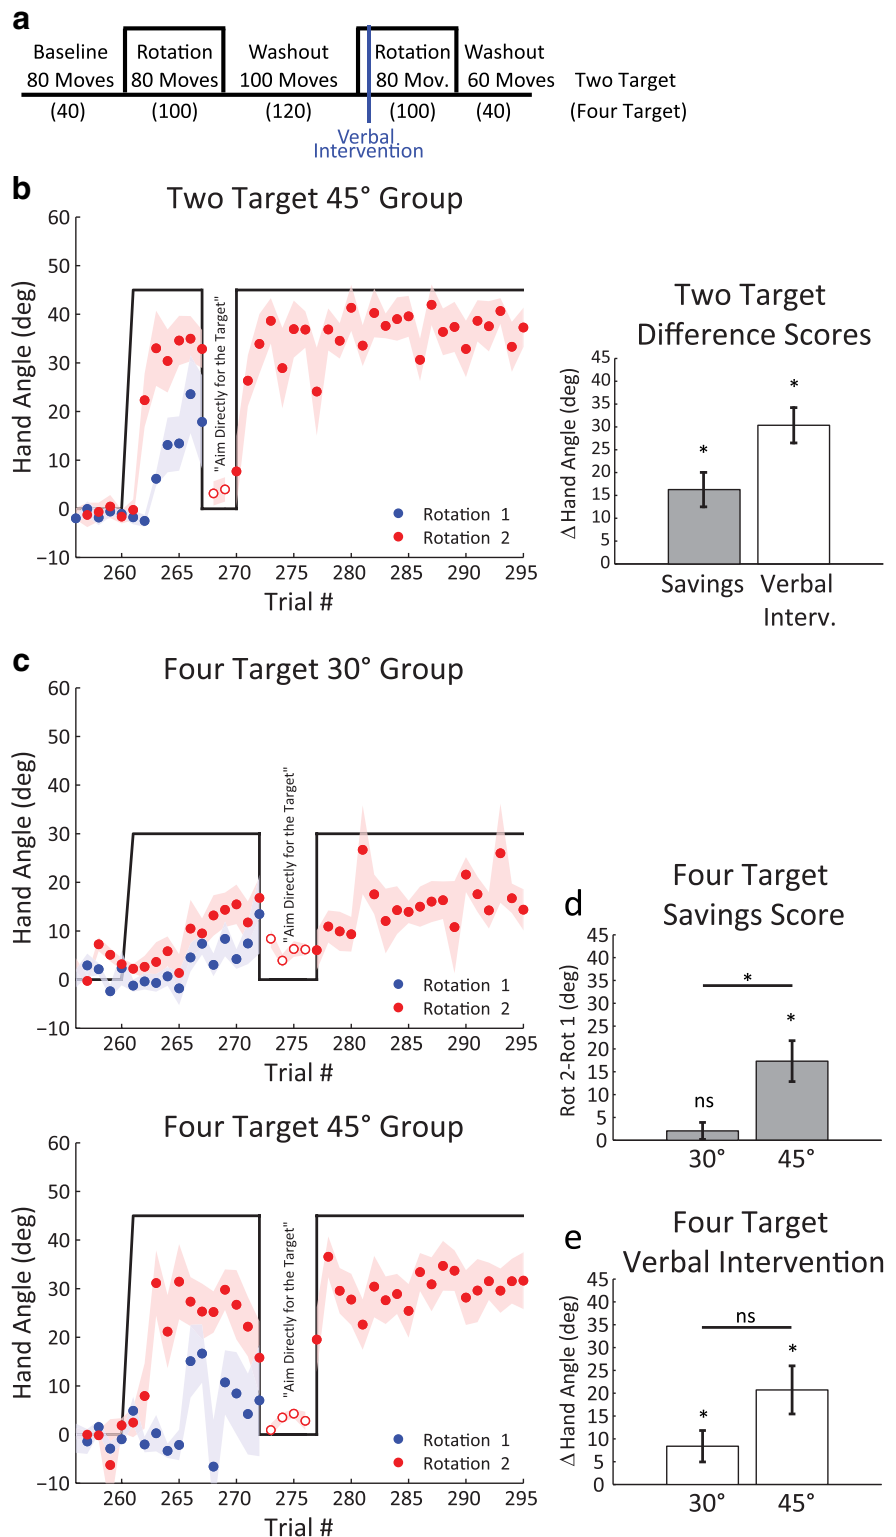 a
Baseline Rotation Washout Rotation Washout
80 Moves 80 Moves 100 Moves 80 Mov. 60 Moves Two Target
(40) (100) (120) (100) (40) (Four Target)
Verbal
Intervention
b
Two Target 45° Group
60
50
40
30
20
10
0
−10
Hand Angle (deg)
"Aim Directly for the Target"
Rotation 1
Rotation 2
260 265 270 275 280 285 290 295
Trial #
Two Target
Difference Scores
45
40
35
30
25
20
15
10
5
0
Δ Hand Angle (deg)
*
*
Savings Verbal
Interv.
c
Four Target 30° Group
60
50
40
30
20
10
0
−10
Hand Angle (deg)
"Aim Directly for the Target"
Rotation 1
Rotation 2
260 265 270 275 280 285 290 295
Trial #
Four Target 45° Group
60
50
40
30
20
10
0
−10
Hand Angle (deg)
"Aim Directly for the Target"
Rotation 1
Rotation 2
260 265 270 275 280 285 290 295
Trial #
d
Four Target
Savings Score
45
40
35
30
25
20
15
10
5
0
Rot 2-Rot 1 (deg)
*
*
ns
30° 45°
e
Four Target
Verbal Intervention
45
40
35
30
25
20
15
10
5
0
Δ Hand Angle (deg)
ns
*
*
30° 45°